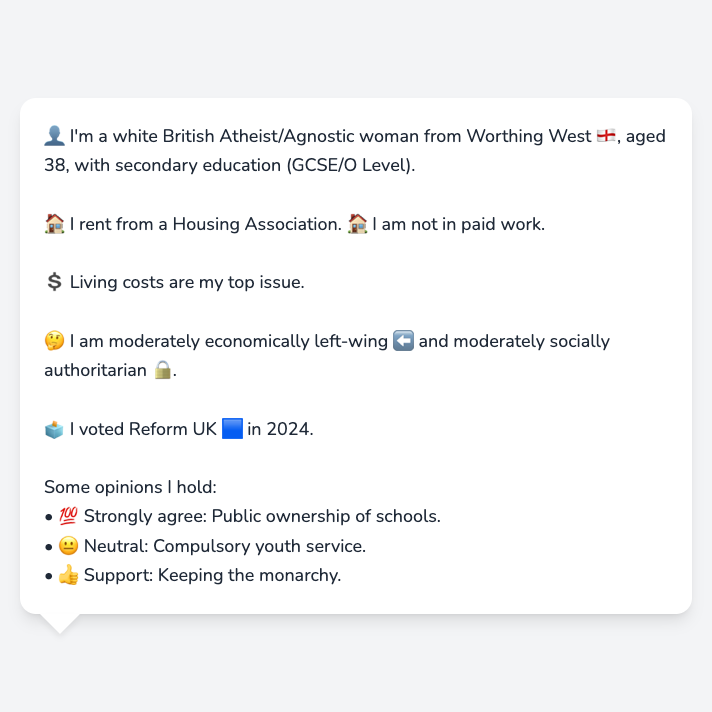 👤 I'm a white British Atheist/Agnostic woman from Worthing West 🏴󠁧󠁢󠁥󠁮󠁧󠁿, aged
38, with secondary education (GCSE/O Level).
🏠 I rent from a Housing Association. 🏠 I am not in paid work.
💲 Living costs are my top issue.
🤔 I am moderately economically left-wing ⬅️ and moderately socially
authoritarian 🔒.
🗳️ I voted Reform UK 🟦 in 2024.
Some opinions I hold:
• 💯 Strongly agree: Public ownership of schools.
• 😐 Neutral: Compulsory youth service.
• 👍 Support: Keeping the monarchy.